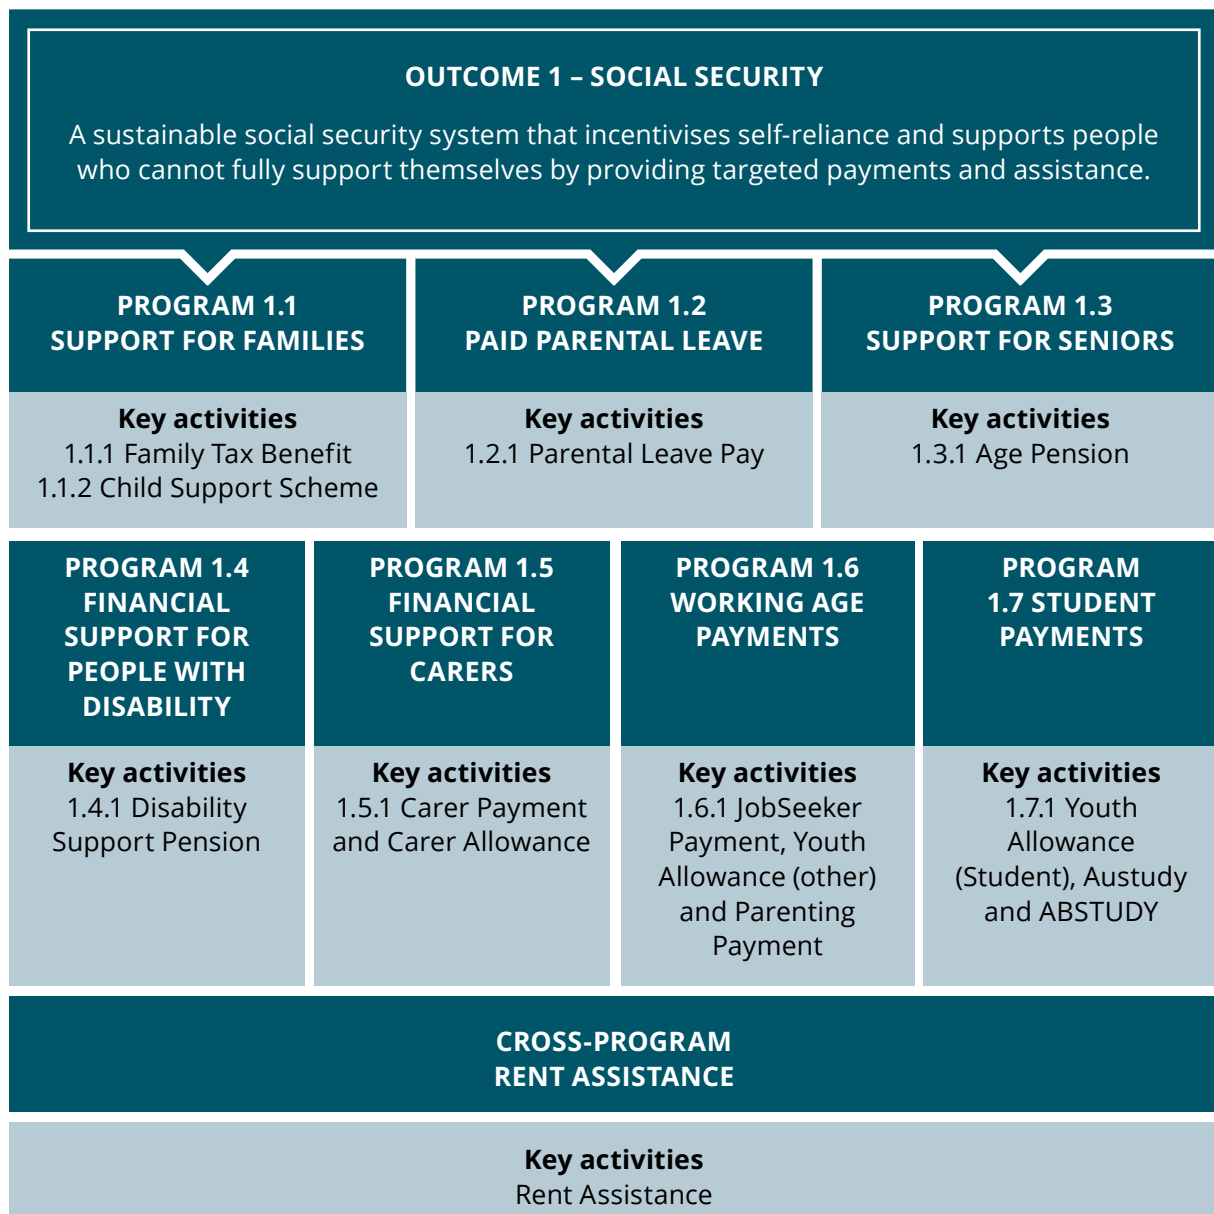 OUTCOME 1 – SOCIAL SECURITY
A sustainable social security system that incentivises self-reliance and supports people
who cannot fully support themselves by providing targeted payments and assistance.
PROGRAM 1.1
SUPPORT FOR FAMILIES
Key activities
1.1.1 Family Tax Benefit
1.1.2 Child Support Scheme
PROGRAM 1.2
PAID PARENTAL LEAVE
Key activities
1.2.1 Parental Leave Pay
PROGRAM 1.3
SUPPORT FOR SENIORS
Key activities
1.3.1 Age Pension
PROGRAM 1.4
FINANCIAL
SUPPORT FOR
PEOPLE WITH
DISABILITY
Key activities
1.4.1 Disability
Support Pension
PROGRAM 1.5
FINANCIAL
SUPPORT FOR
CARERS
Key activities
1.5.1 Carer Payment
and Carer Allowance
PROGRAM 1.6
WORKING AGE
PAYMENTS
Key activities
1.6.1 JobSeeker
Payment, Youth
Allowance (other)
and Parenting
Payment
PROGRAM
1.7 STUDENT
PAYMENTS
Key activities
1.7.1 Youth
Allowance
(Student), Austudy
and ABSTUDY
CROSS-PROGRAM
RENT ASSISTANCE
Key activities
Rent Assistance